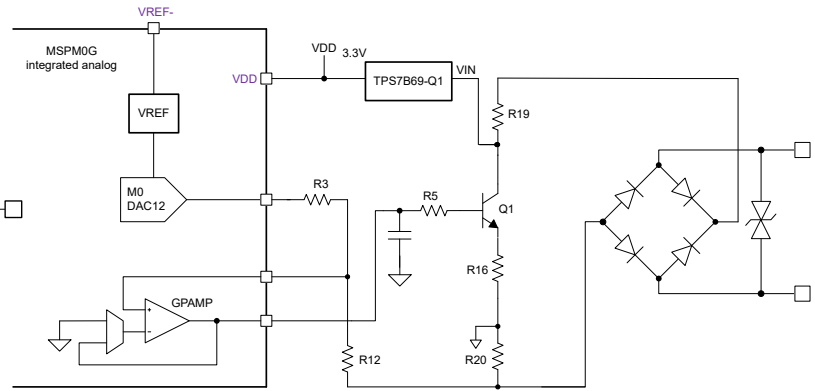 VREF-
MSPM0G
integrated analog
VDD
VDD
3.3V
TPS7B69-Q1
VIN
R19
VREF
M0
DAC12
R3
R5
Q1
R16
GPAMP
+
-
R12
R20